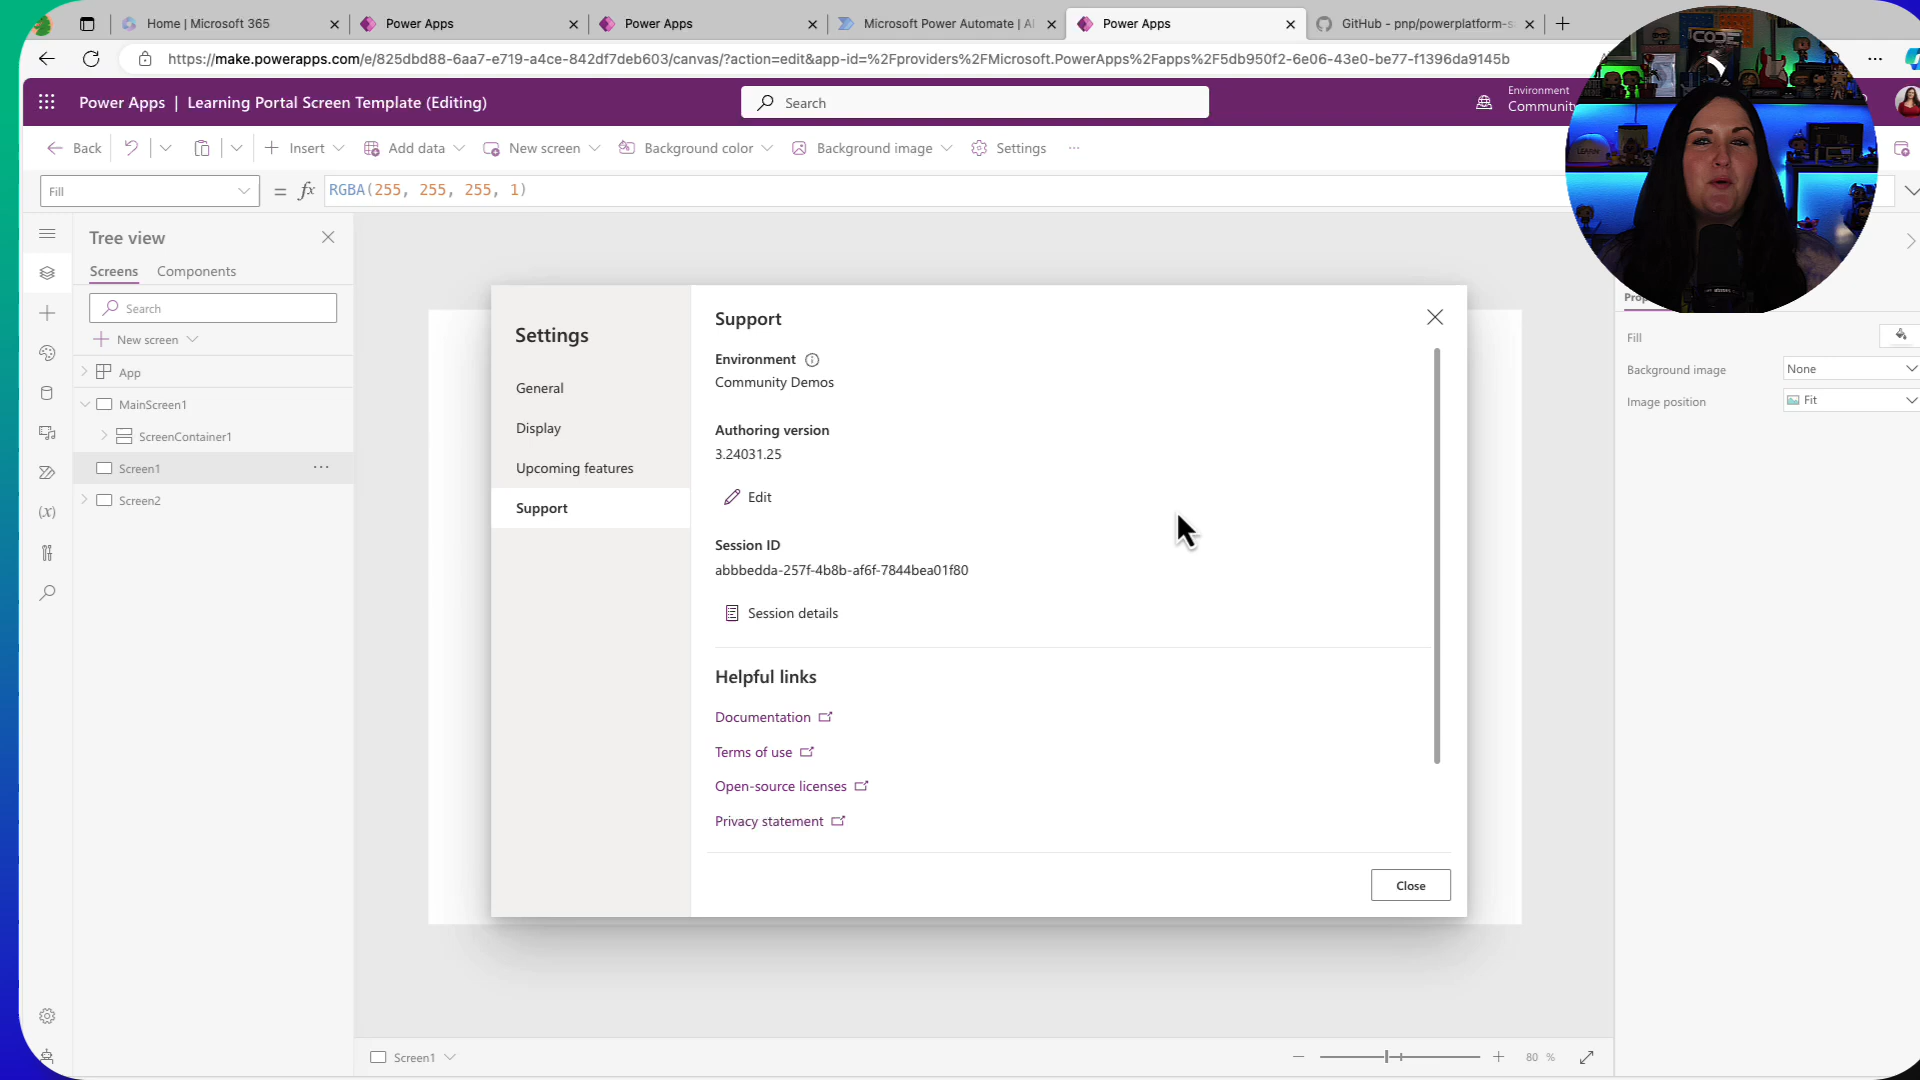 Home | Microsoft 365
Power Apps
Power Apps
Microsoft Power Automate | AI
Power Apps
GitHub - pnp/powerplatform-s
https://make.powerapps.com/e/825dbd88-6aa7-e719-a4ce-842df7deb603/canvas/?action=edit&app-id=%2Fproviders%2FMicrosoft.PowerApps%2Fapps%2F5db950f2-6e06-43e0-be77-f1396da9145b
Power Apps | Learning Portal Screen Template (Editing)
Search
Environment
Community
Back
Insert
Add data
New screen
Background color
Background image
Settings
Fill
= fx RGBA(255, 255, 255, 1)
Tree view
Screens
Components
Search
New screen
App
MainScreen1
ScreenContainer1
Screen1
Screen2
Settings
General
Display
Upcoming features
Support
Support
Environment
Community Demos
Authoring version
3.24031.25
Edit
Session ID
abbbedda-257f-4b8b-af6f-7844bea01f80
Session details
Helpful links
Documentation
Terms of use
Open-source licenses
Privacy statement
Close
Prop
Fill
Background image
None
Image position
Fit
Screen1
80 %
CODE
LEARN